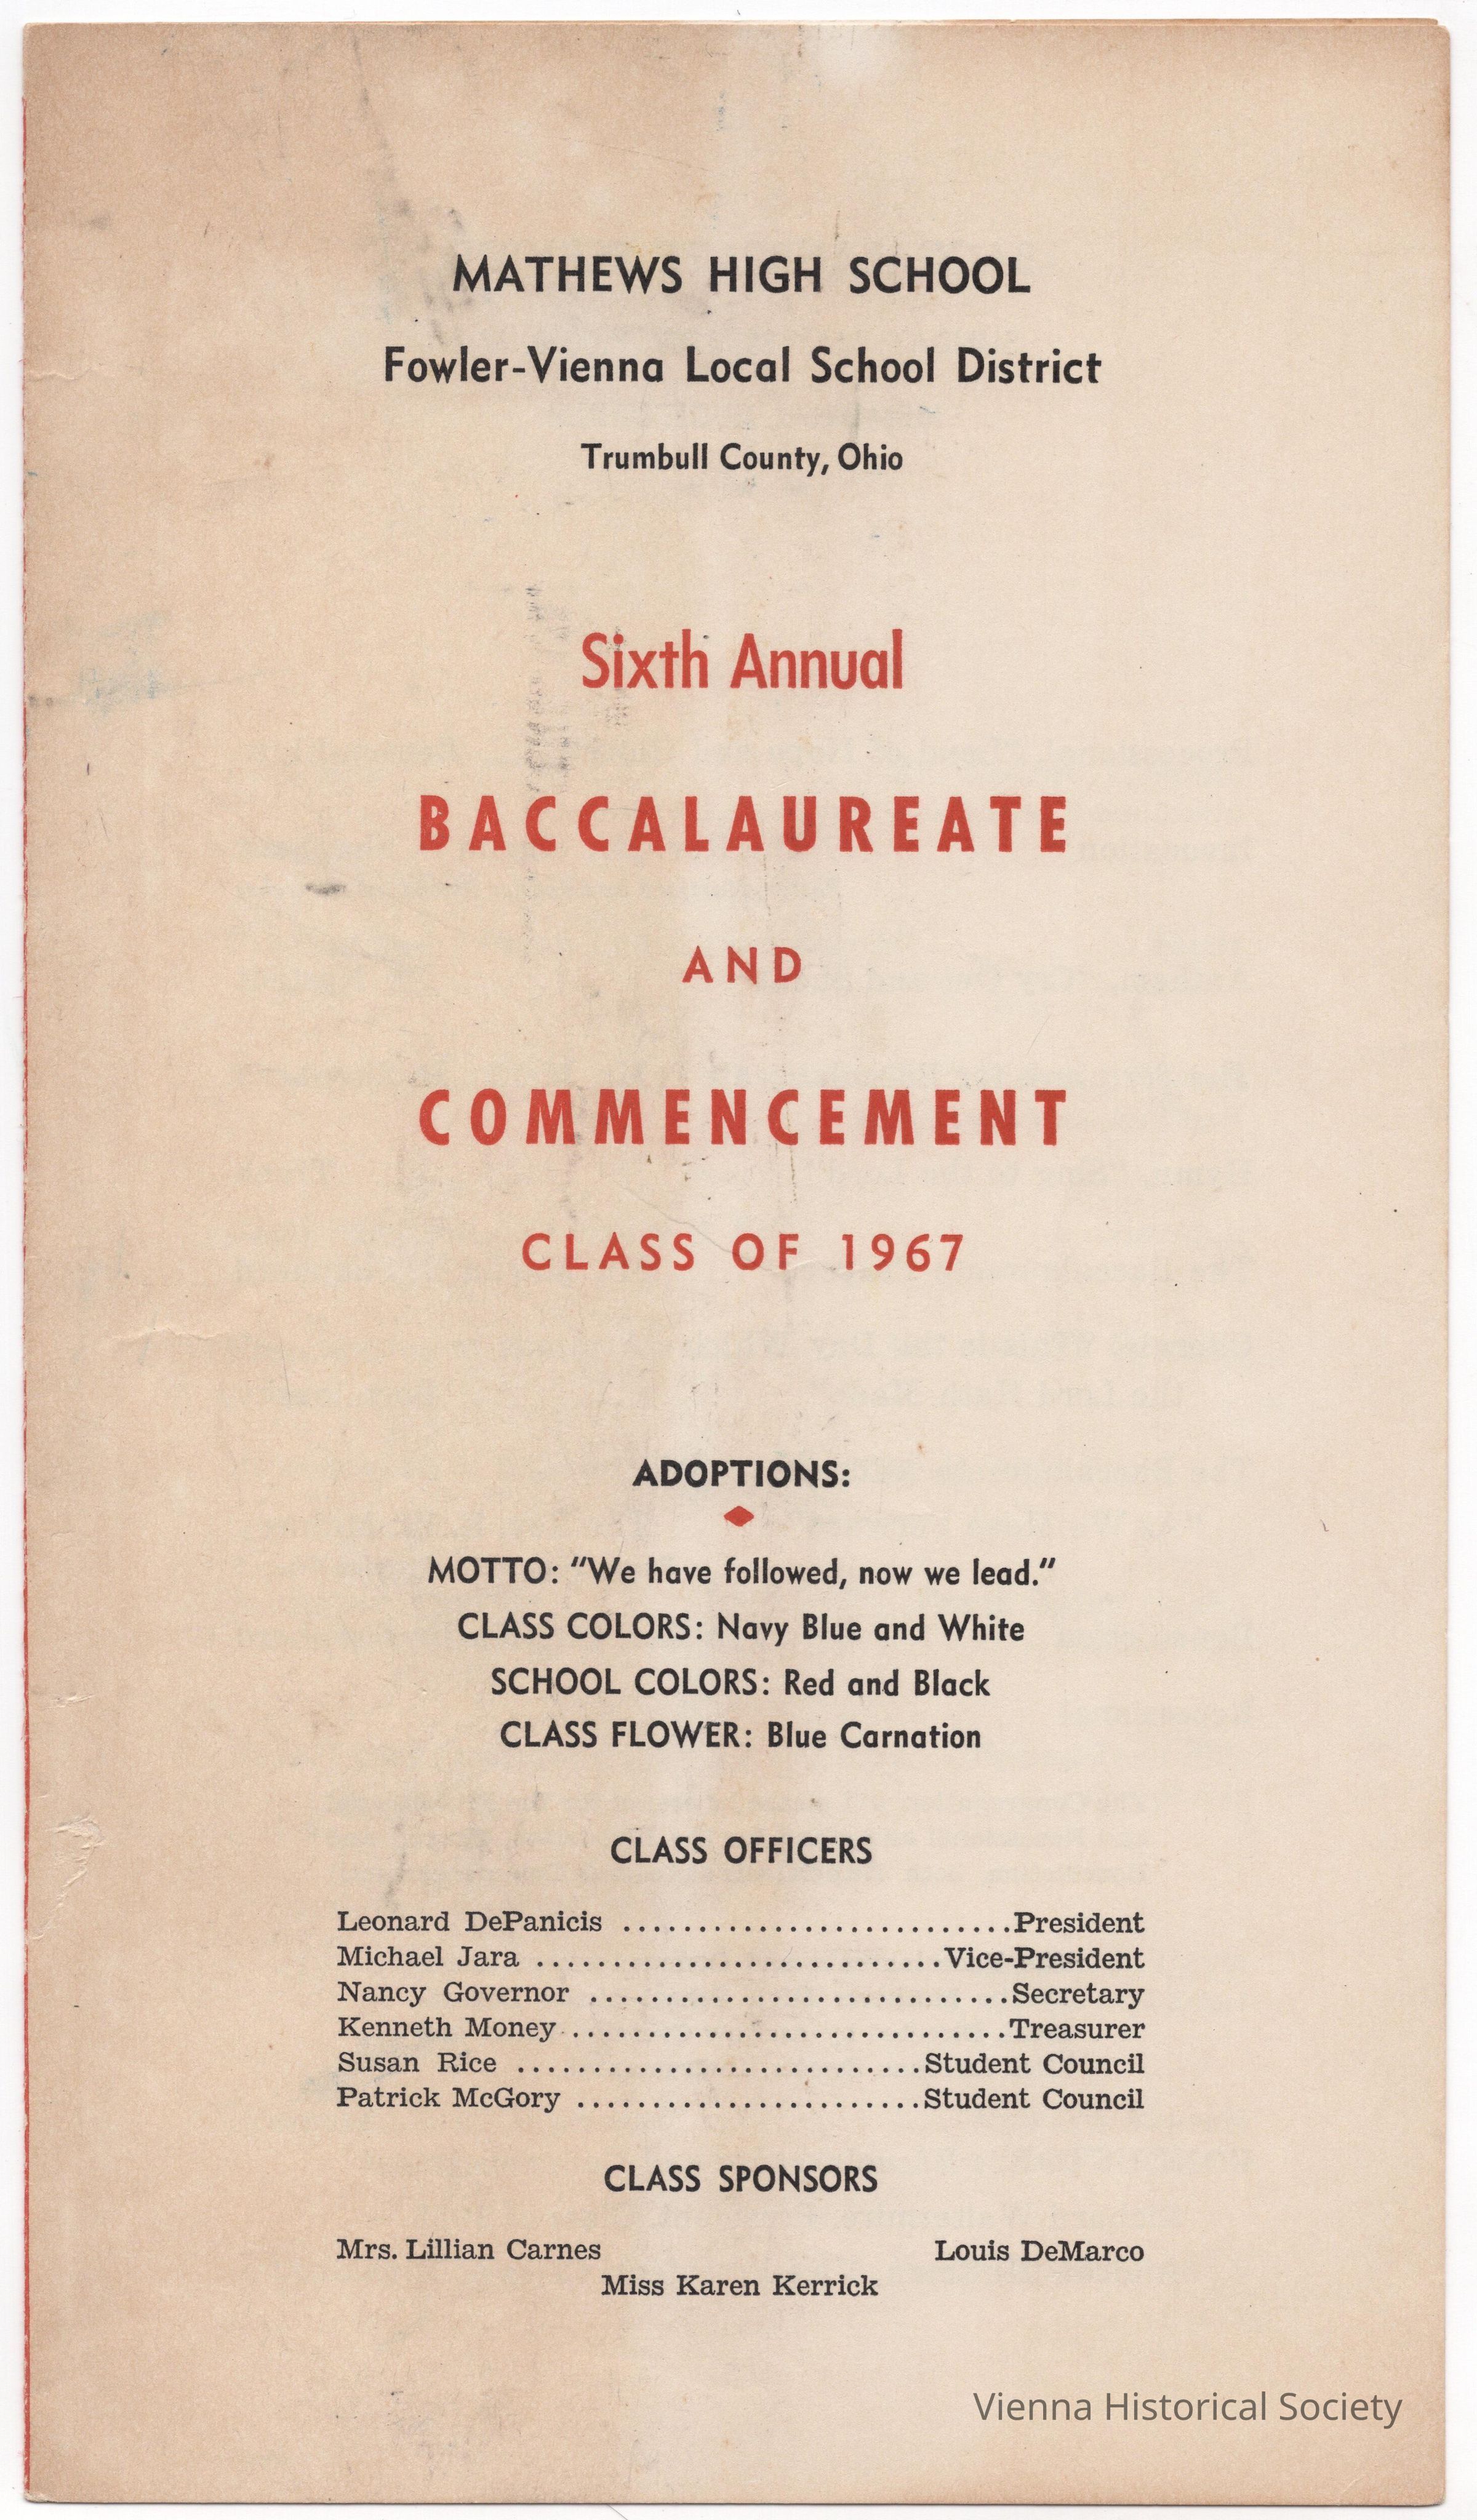 MATHEWS HIGH SCHOOL
Fowler-Vienna Local School District
Trumbull County, Ohio
Sixth Annual
BACCALAUREATE
AND
COMMENCEMENT
CLASS OF 1967
ADOPTIONS:
MOTTO: "We have followed, now we lead."
CLASS COLORS: Navy Blue and White
SCHOOL COLORS: Red and Black
CLASS FLOWER: Blue Carnation
CLASS OFFICERS
Leonard DePanicis ..........................President
Michael Jara ...........................Vice-President
Nancy Governor ............................Secretary
Kenneth Money .............................Treasurer
Susan Rice ...........................Student Council
Patrick McGory .......................Student Council
CLASS SPONSORS
Mrs. Lillian Carnes Louis DeMarco
Miss Karen Kerrick
Vienna Historical Society